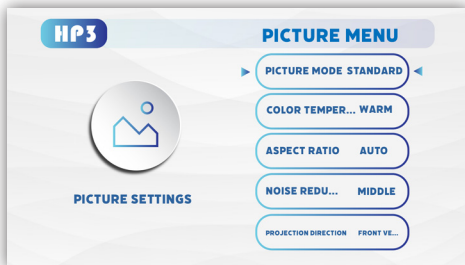 HP3
PICTURE MENU
PICTURE MODE STANDARD
COLOR TEMPER... WARM
ASPECT RATIO AUTO
NOISE REDU... MIDDLE
PROJECTION DIRECTION FRONT VE...
PICTURE SETTINGS